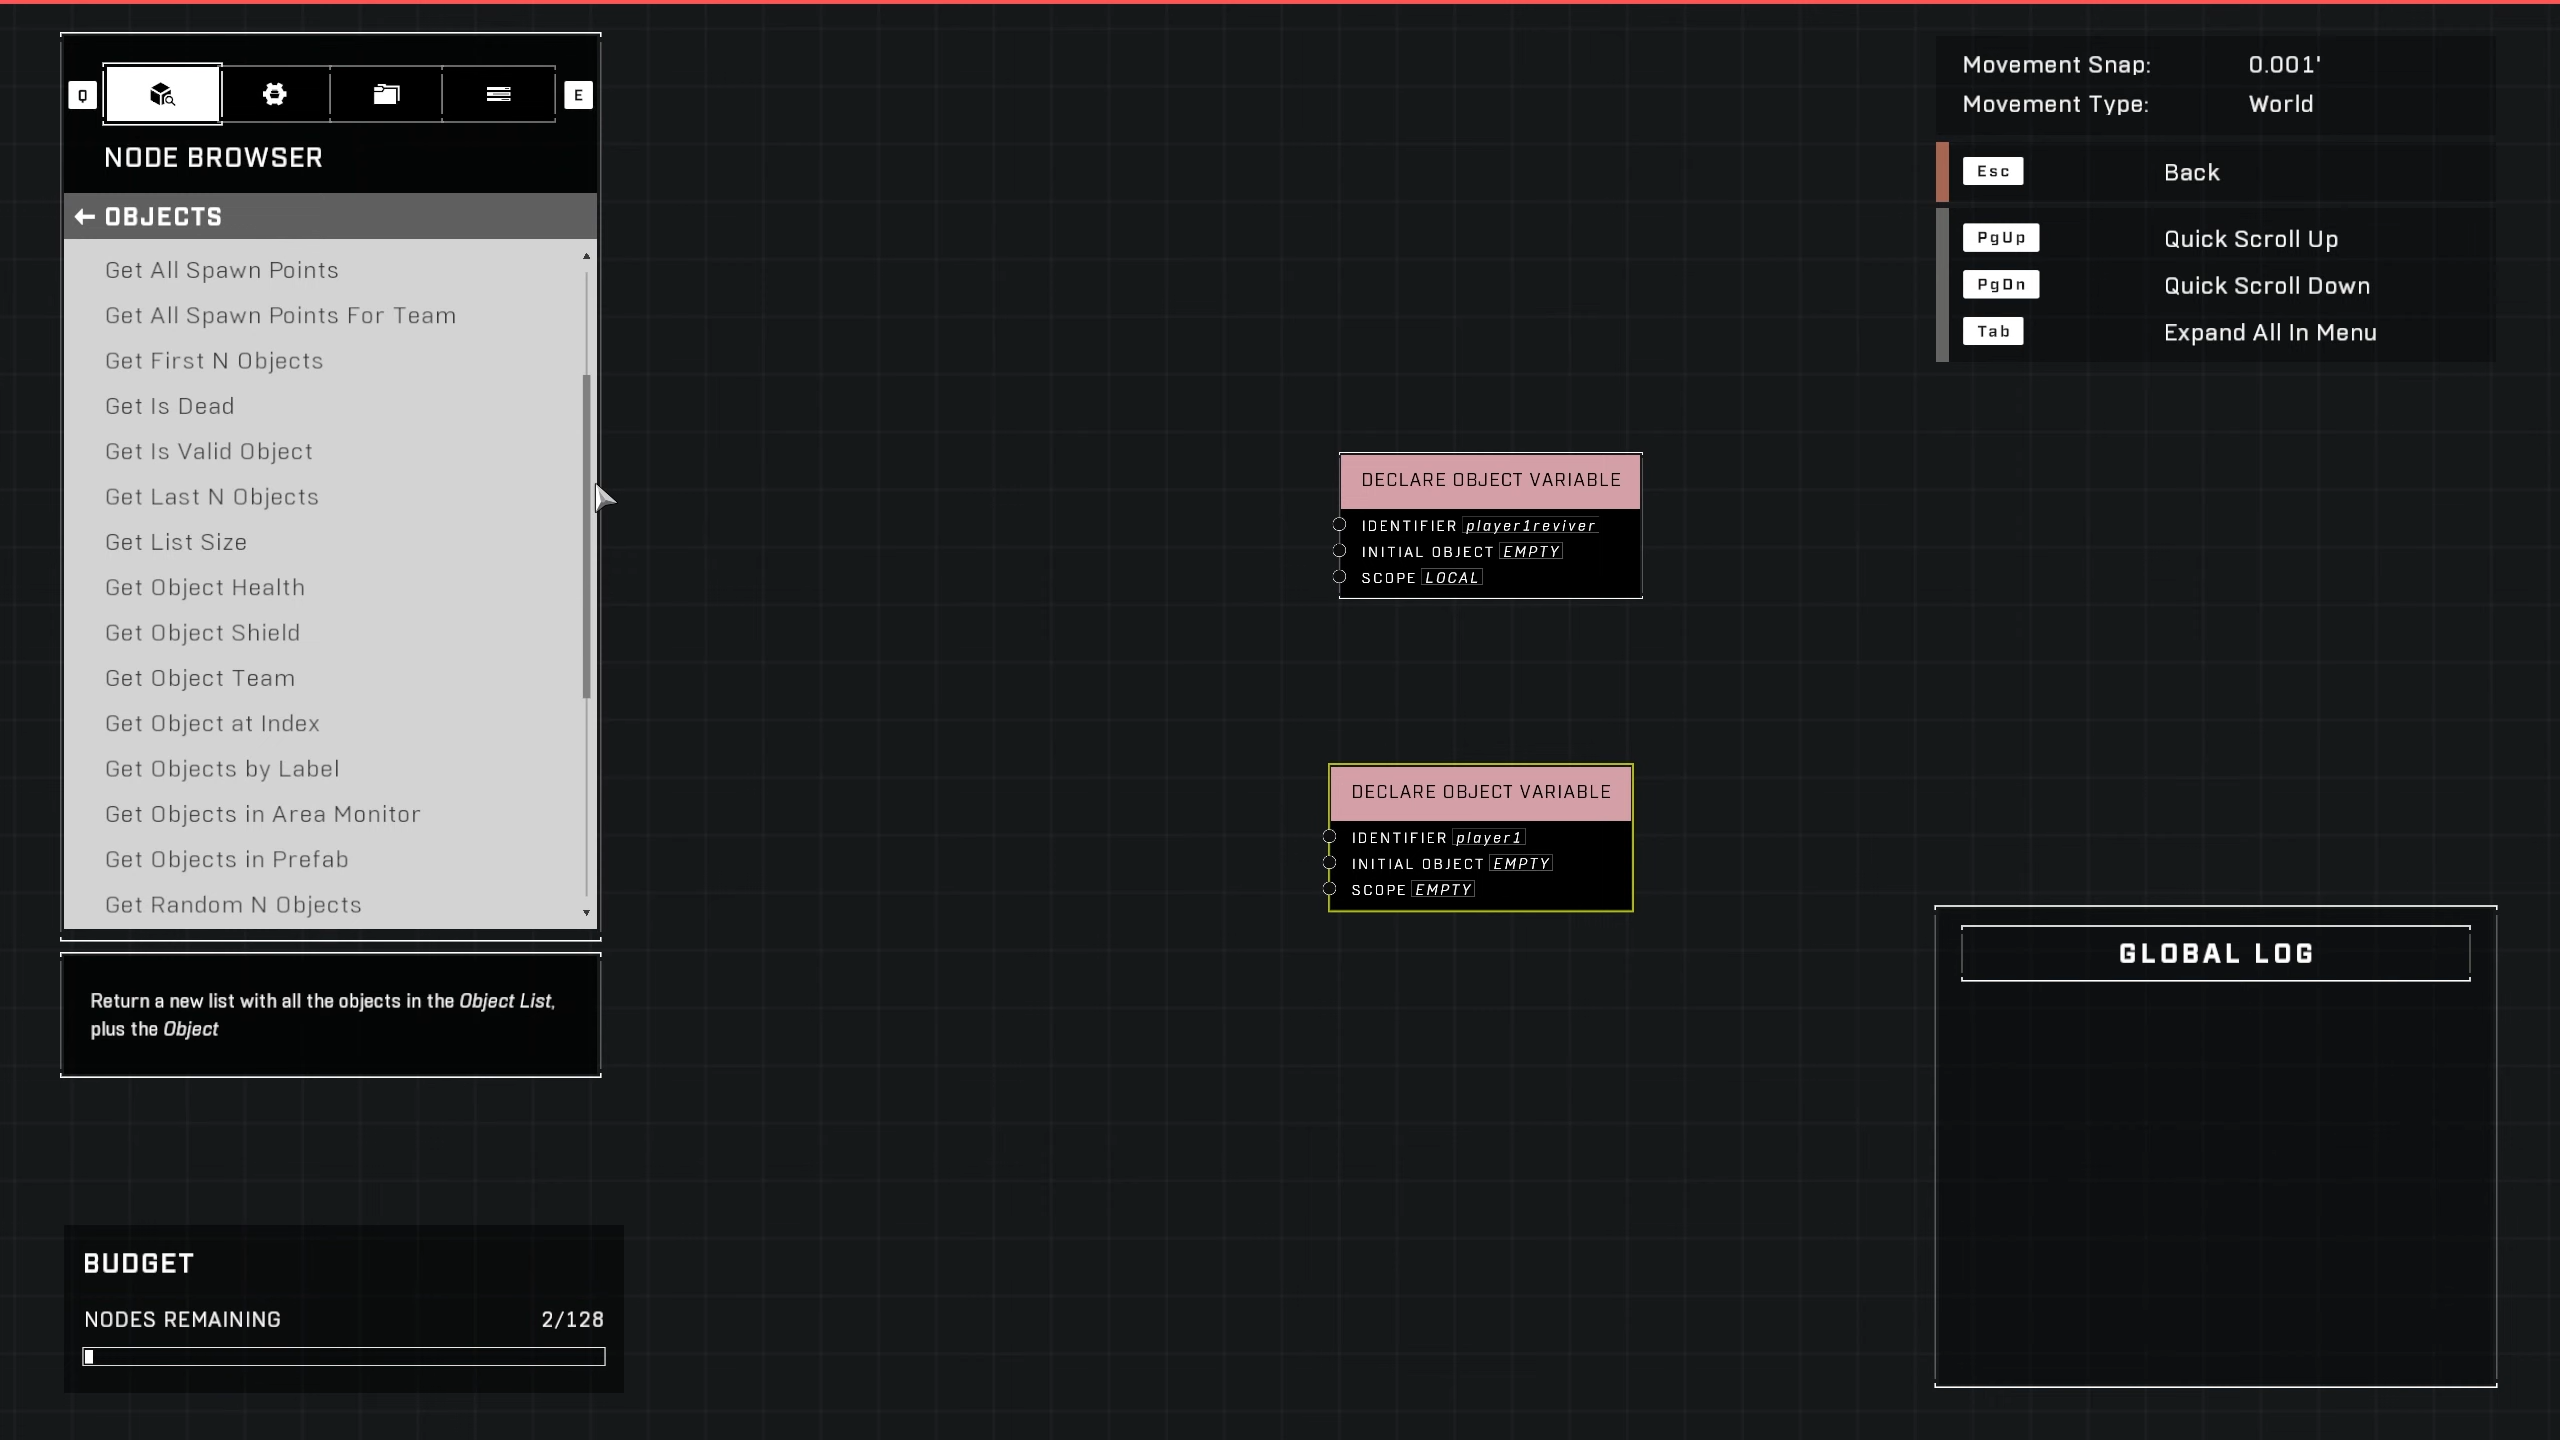 Q
E
NODE BROWSER
OBJECTS
Get All Spawn Points
Get All Spawn Points For Team
Get First N Objects
Get Is Dead
Get Is Valid Object
Get Last N Objects
Get List Size
Get Object Health
Get Object Shield
Get Object Team
Get Object at Index
Get Objects by Label
Get Objects in Area Monitor
Get Objects in Prefab
Get Random N Objects
Return a new list with all the objects in the Object List,
plus the Object
BUDGET
NODES REMAINING 2/128
DECLARE OBJECT VARIABLE
IDENTIFIER player1reviver
INITIAL OBJECT EMPTY
SCOPE LOCAL
DECLARE OBJECT VARIABLE
IDENTIFIER player1
INITIAL OBJECT EMPTY
SCOPE EMPTY
Movement Snap: 0.001'
Movement Type: World
Esc Back
PgUp Quick Scroll Up
PgDn Quick Scroll Down
Tab Expand All In Menu
GLOBAL LOG